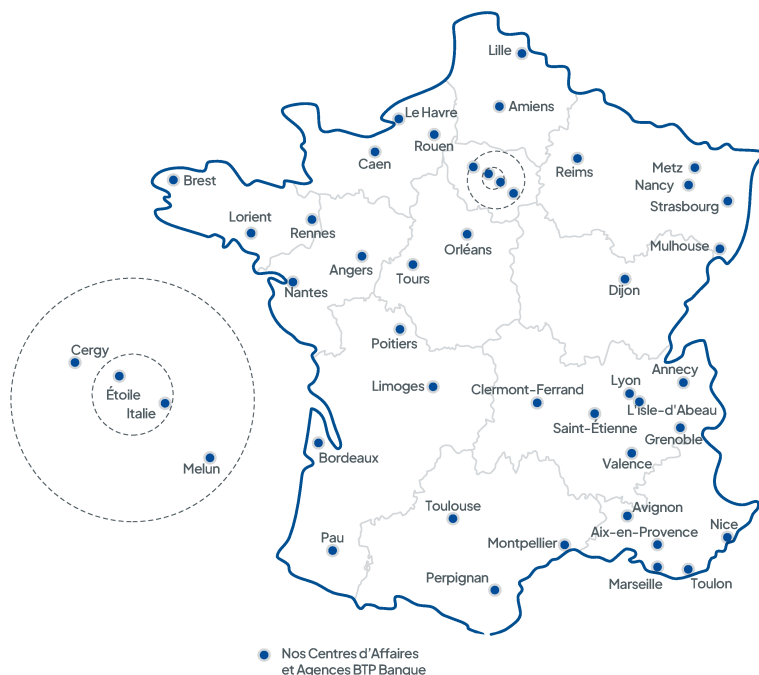 Lille
Amiens
Le Havre
Rouen
Caen
Reims
Metz
Nancy
Strasbourg
Brest
Lorient
Rennes
Orléans
Mulhouse
Angers
Tours
Dijon
Nantes
Poitiers
Cergy
Étoile
Italie
Melun
Limoges
Clermont-Ferrand
Lyon
Annecy
L'Isle-d'Abeau
Saint-Étienne
Grenoble
Bordeaux
Valence
Toulouse
Avignon
Aix-en-Provence
Nice
Pau
Montpellier
Perpignan
Marseille
Toulon
Nos Centres d'Affaires
et Agences BTP Banque